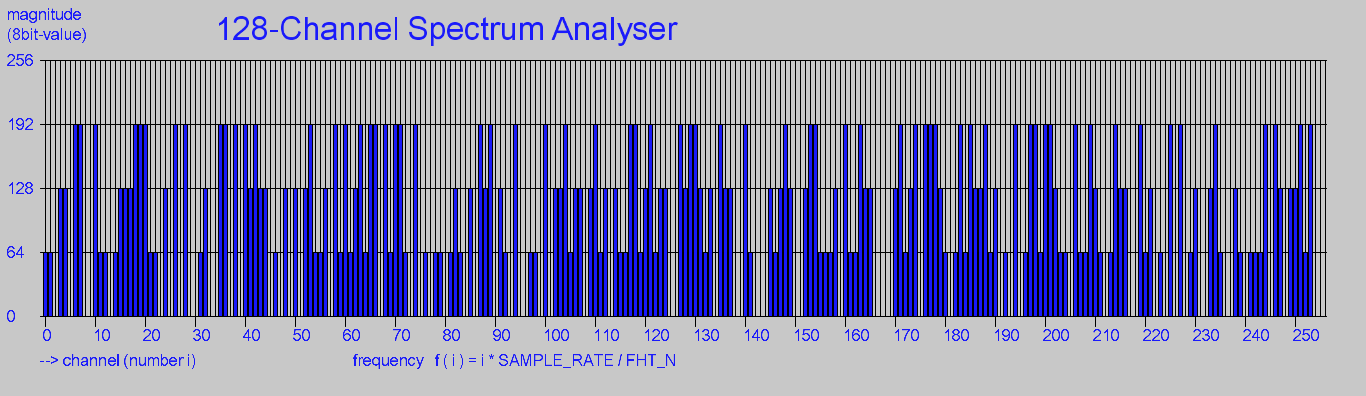 magnitude
(8bit-value)
128-Channel Spectrum Analyser
256
192
128
64
0
0 10 20 30 40 50 60 70 80 90 100 110 120 130 140 150 160 170 180 190 200 210 220 230 240 250
--> channel (number i)
frequency f ( i ) = i * SAMPLE_RATE / FHT_N